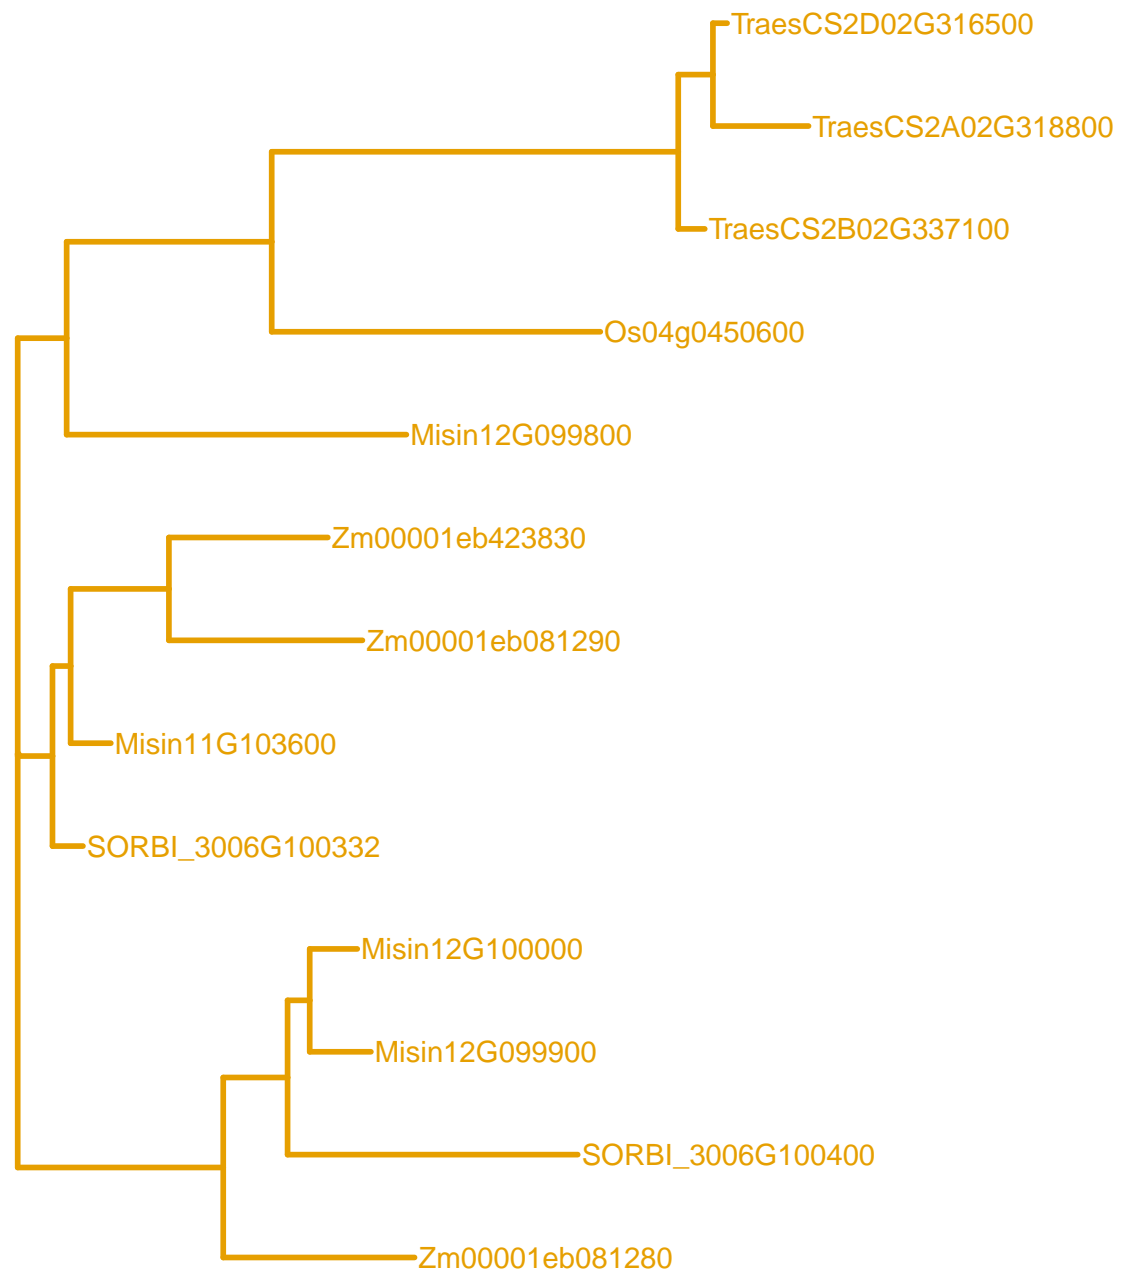 TraesCS2D02G316500
TraesCS2A02G318800
TraesCS2B02G337100
Os04g0450600
Misin12G099800
Zm00001eb423830
Zm00001eb081290
Misin11G103600
SORBI_3006G100332
Misin12G100000
Misin12G099900
SORBI_3006G100400
Zm00001eb081280